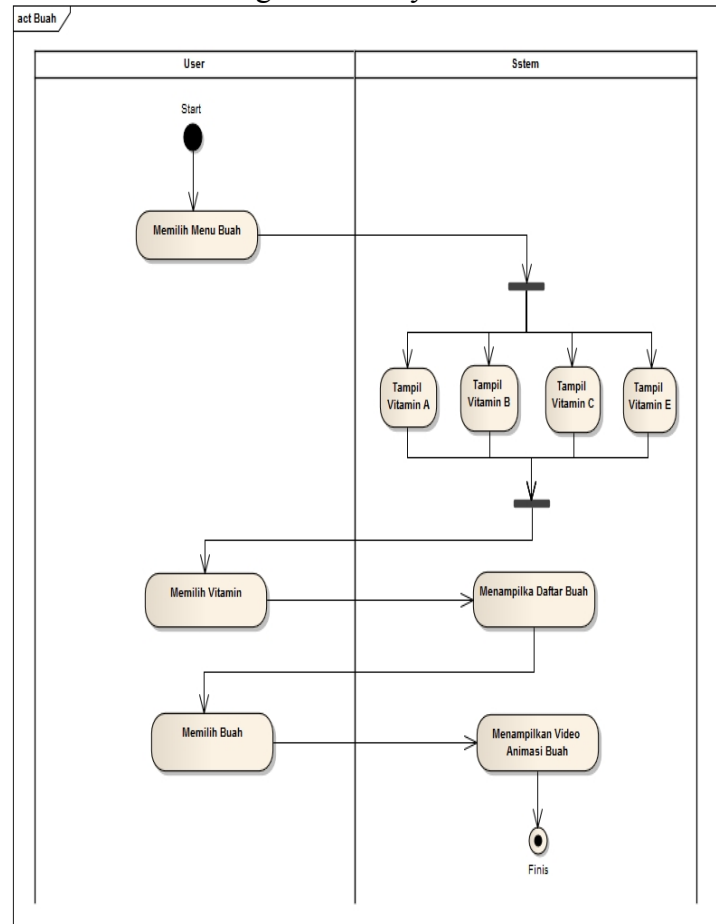 act Buah
User
Sstem
Start
Memilih Menu Buah
Tampil
Vitamin A
Tampil
Vitamin B
Tampil
Vitamin C
Tampil
Vitamin E
Memilih Vitamin
Menampilka Daftar Buah
Memilih Buah
Menampilkan Video
Animasi Buah
Finis